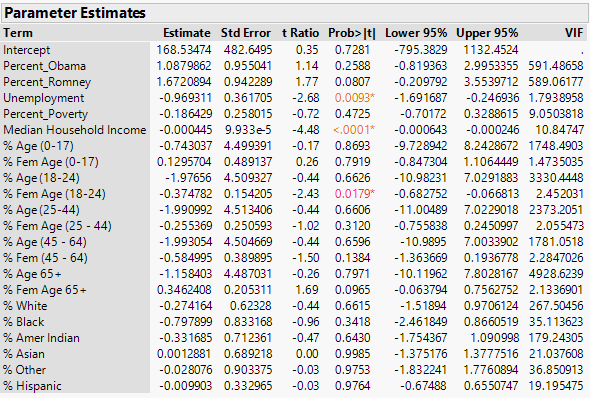 Parameter Estimates
Term Estimate Std Error t Ratio Prob>|t| Lower 95% Upper 95% VIF
Intercept 168.53474 482.6495 0.35 0.7281 -795.3829 1132.4524 .
Percent_Obama 1.0879862 0.955041 1.14 0.2588 -0.819363 2.9953355 591.48658
Percent_Romney 1.6720894 0.942289 1.77 0.0807 -0.209792 3.5539712 589.06177
Unemployment -0.969311 0.361705 -2.68 0.0093* -1.691687 -0.246936 1.7938958
Percent_Poverty -0.186429 0.258015 -0.72 0.4725 -0.70172 0.3288615 9.0503818
Median Household Income -0.000445 9.933e-5 -4.48 <.0001* -0.000643 -0.000246 10.84747
% Age (0-17) -0.743037 4.499391 -0.17 0.8693 -9.728942 8.2428672 1748.4903
% Fem Age (0-17) 0.1295704 0.489137 0.26 0.7919 -0.847304 1.1064449 1.4735035
% Age (18-24) -1.97656 4.509327 -0.44 0.6626 -10.98231 7.0291883 3330.4448
% Fem Age (18-24) -0.374782 0.154205 -2.43 0.0179* -0.682752 -0.066813 2.452031
% Age (25-44) -1.990992 4.513406 -0.44 0.6606 -11.00489 7.0229018 2373.2051
% Fem Age (25 - 44) -0.255369 0.250593 -1.02 0.3120 -0.755838 0.2450997 2.055473
% Age (45 - 64) -1.993054 4.504669 -0.44 0.6596 -10.9895 7.0033902 1781.0518
% Fem (45 - 64) -0.584995 0.389895 -1.50 0.1384 -1.363669 0.1936778 2.2847026
% Age 65+ -1.158403 4.487031 -0.26 0.7971 -10.11962 7.8028167 4928.6239
% Fem Age 65+ 0.3462408 0.205311 1.69 0.0965 -0.063794 0.7562752 2.1336901
% White -0.274164 0.62328 -0.44 0.6615 -1.51894 0.9706124 267.50456
% Black -0.797899 0.833168 -0.96 0.3418 -2.461849 0.8660519 35.113623
% Amer Indian -0.331685 0.712361 -0.47 0.6430 -1.754367 1.090998 179.24305
% Asian 0.0012881 0.689218 0.00 0.9985 -1.375176 1.3777516 21.037608
% Other -0.028076 0.903375 -0.03 0.9753 -1.832241 1.7760894 36.850913
% Hispanic -0.009903 0.332965 -0.03 0.9764 -0.67488 0.6550747 19.195475